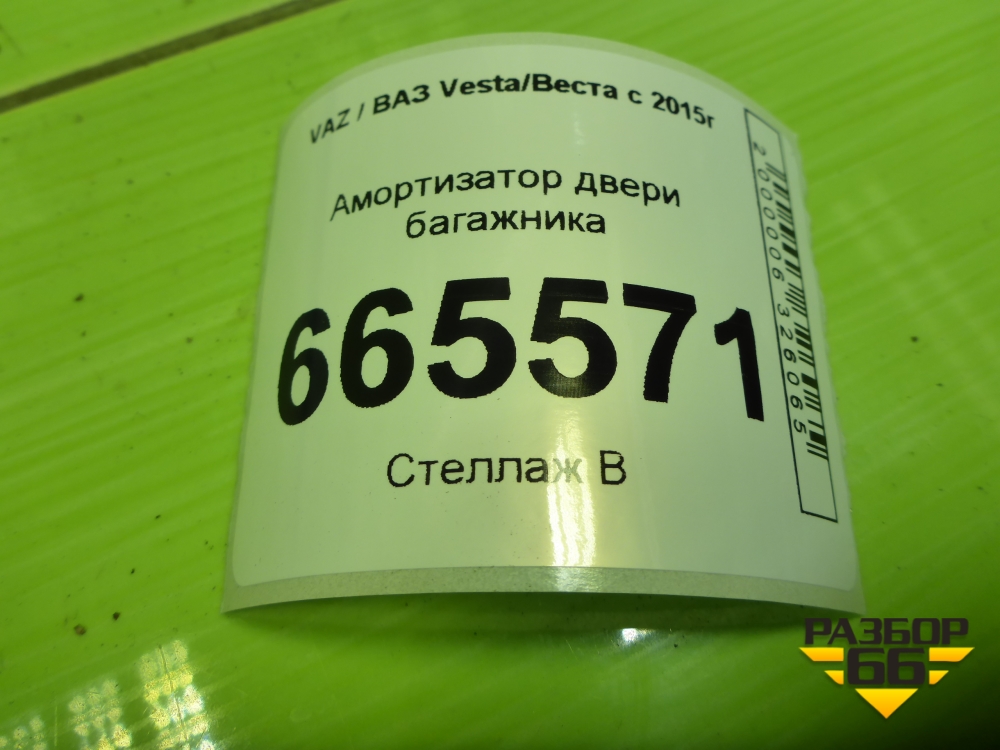 VAZ / ВАЗ Vesta/Веста с 2015г
Амортизатор двери
багажника
665571
Стеллаж В
2000006326065
РАЗБОР
66